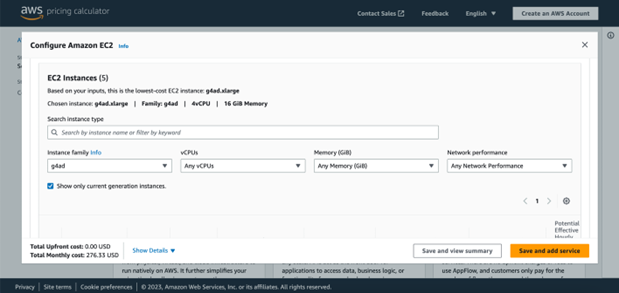 aws pricing calculator
Contact Sales
Feedback
English
Create an AWS Account
Configure Amazon EC2 Info
EC2 Instances (5)
Based on your inputs, this is the lowest-cost EC2 instance: g4ad.xlarge
Chosen instance: g4ad.xlarge | Family: g4ad | 4vCPU | 16 GiB Memory
Search instance type
Search by instance name or filter by keyword
Instance family Info
vCPUs
Memory (GiB)
Network performance
g4ad
Any vCPUs
Any Memory (GiB)
Any Network Performance
Show only current generation instances.
1
Potential
Effective
Hourly
Total Upfront cost: 0.00 USD
Total Monthly cost: 276.33 USD
Show Details
Save and view summary
Save and add service
run natively on AWS. It further simplifies your
applications to access data, business logic, or
use AppFlow, and customers only pay for the
Privacy | Site terms | Cookie preferences | © 2023, Amazon Web Services, Inc. or its affiliates. All rights reserved.